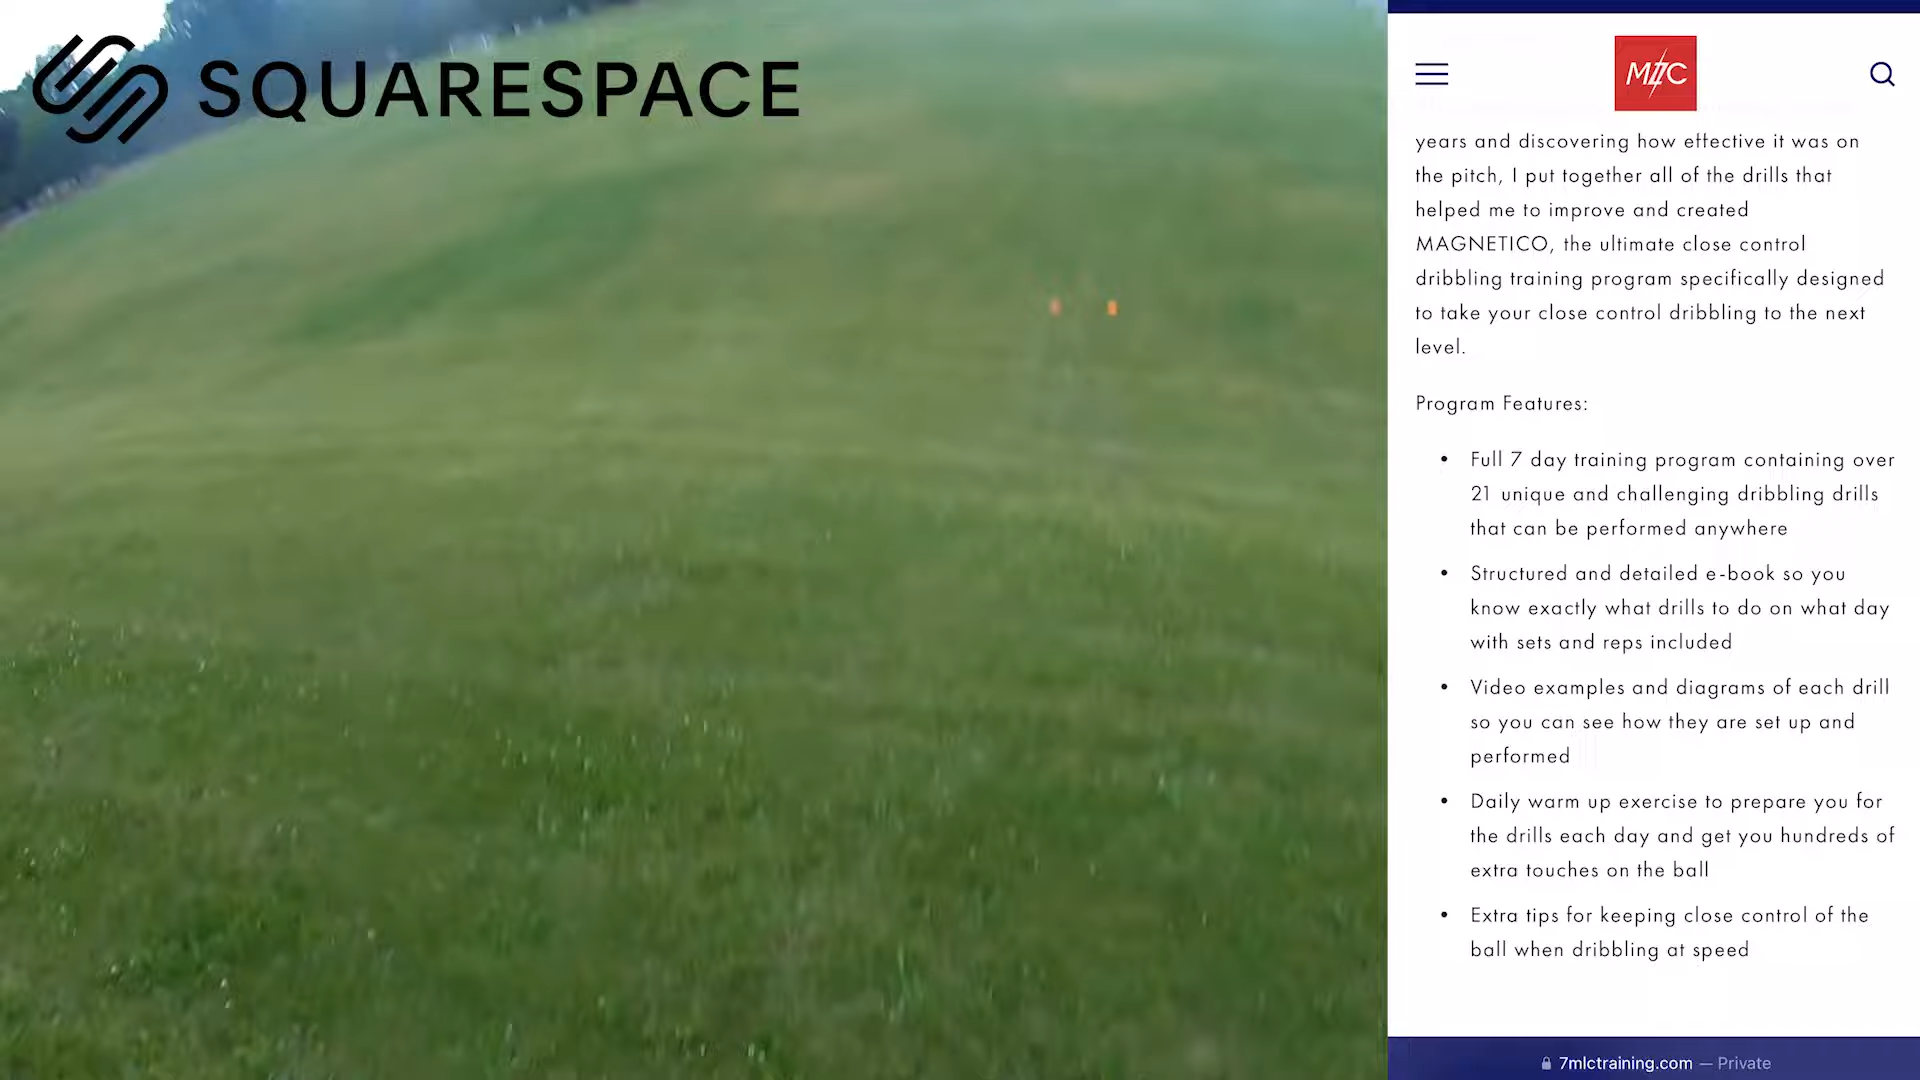 SQUARESPACE
M7C
years and discovering how effective it was on
the pitch, I put together all of the drills that
helped me to improve and created
MAGNETICO, the ultimate close control
dribbling training program specifically designed
to take your close control dribbling to the next
level.
Program Features:
• Full 7 day training program containing over
21 unique and challenging dribbling drills
that can be performed anywhere
• Structured and detailed e-book so you
know exactly what drills to do on what day
with sets and reps included
• Video examples and diagrams of each drill
so you can see how they are set up and
performed
• Daily warm up exercise to prepare you for
the drills each day and get you hundreds of
extra touches on the ball
• Extra tips for keeping close control of the
ball when dribbling at speed
7mlctraining.com — Private